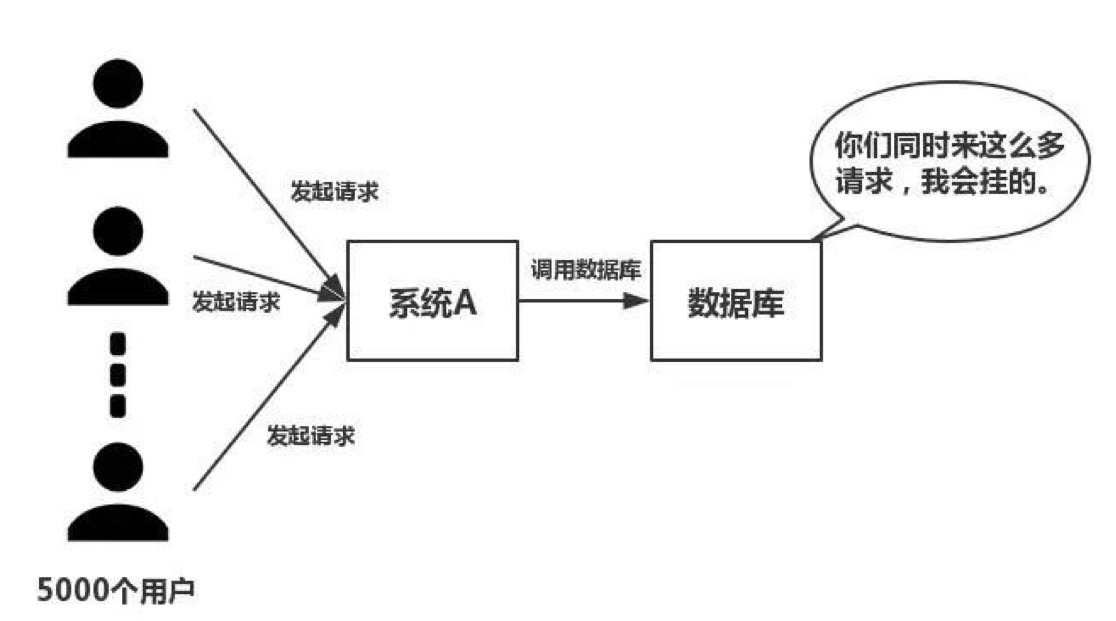 你们同时来这么多
请求，我会挂的。
发起请求
调用数据库
发起请求
系统A
数据库
发起请求
5000个用户